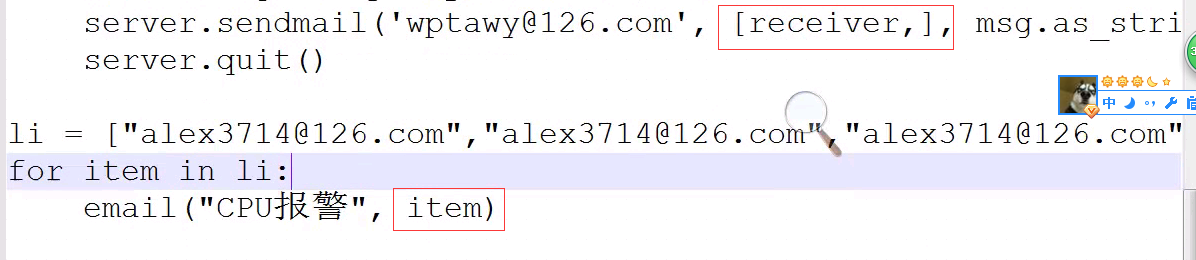 server.sendmail('wptawy@126.com', [receiver,], msg.as_stri
server.quit()
li = ["alex3714@126.com","alex3714@126.com","alex3714@126.com"
for item in li:
email("CPU报警", item)
中